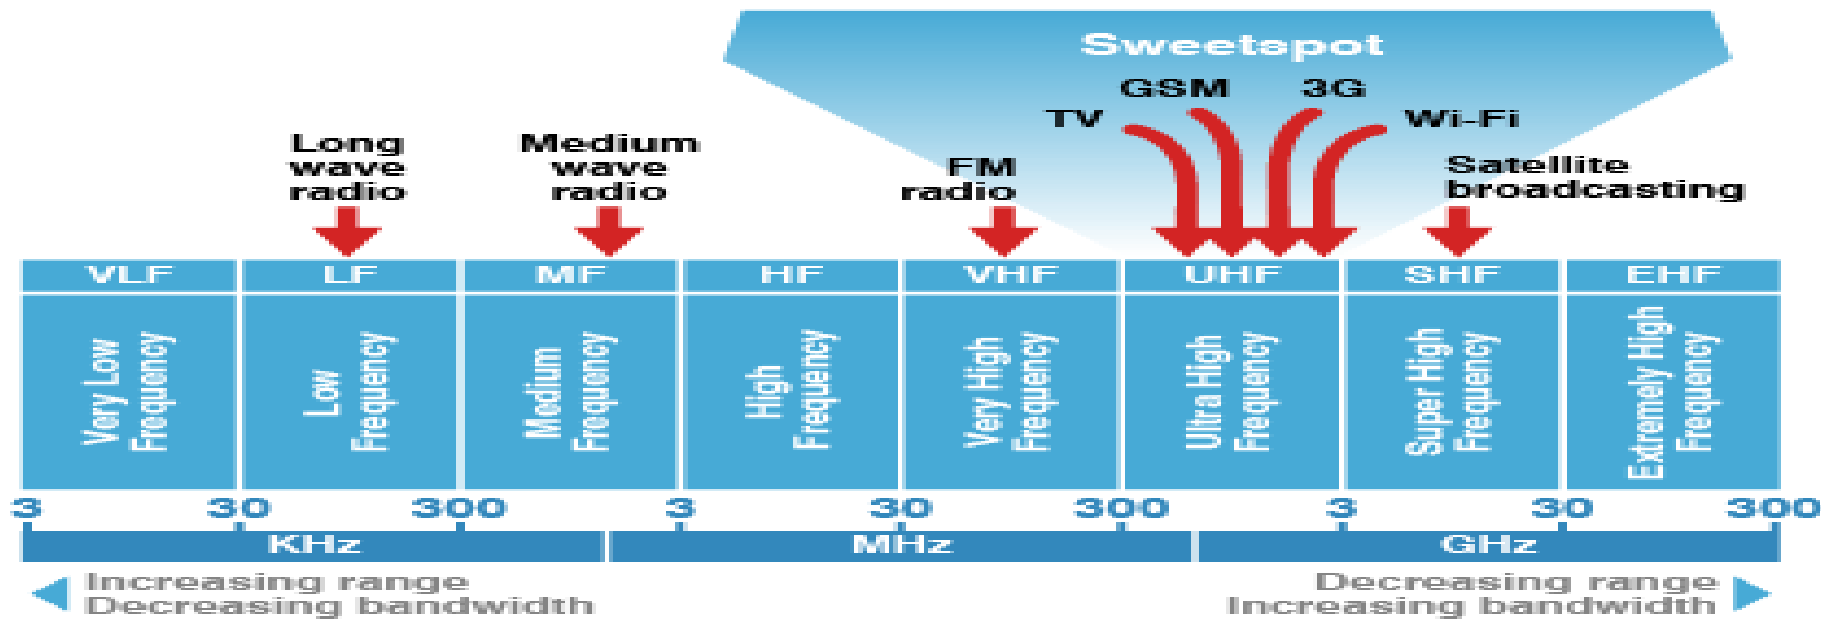 Sweetspot
GSM
3G
TV
Wi-Fi
Long
wave
radio
Medium
wave
radio
FM
radio
Satellite
broadcasting
VLF
LF
MF
HF
VHF
UHF
SHF
EHF
Very Low
Frequency
Low
Frequency
Medium
Frequency
High
Frequency
Very High
Frequency
Ultra High
Frequency
Super High
Frequency
Extremely High
Frequency
3 30 300 3 30 300 3 30 300
KHz MHz GHz
Increasing range
Decreasing bandwidth
Decreasing range
Increasing bandwidth